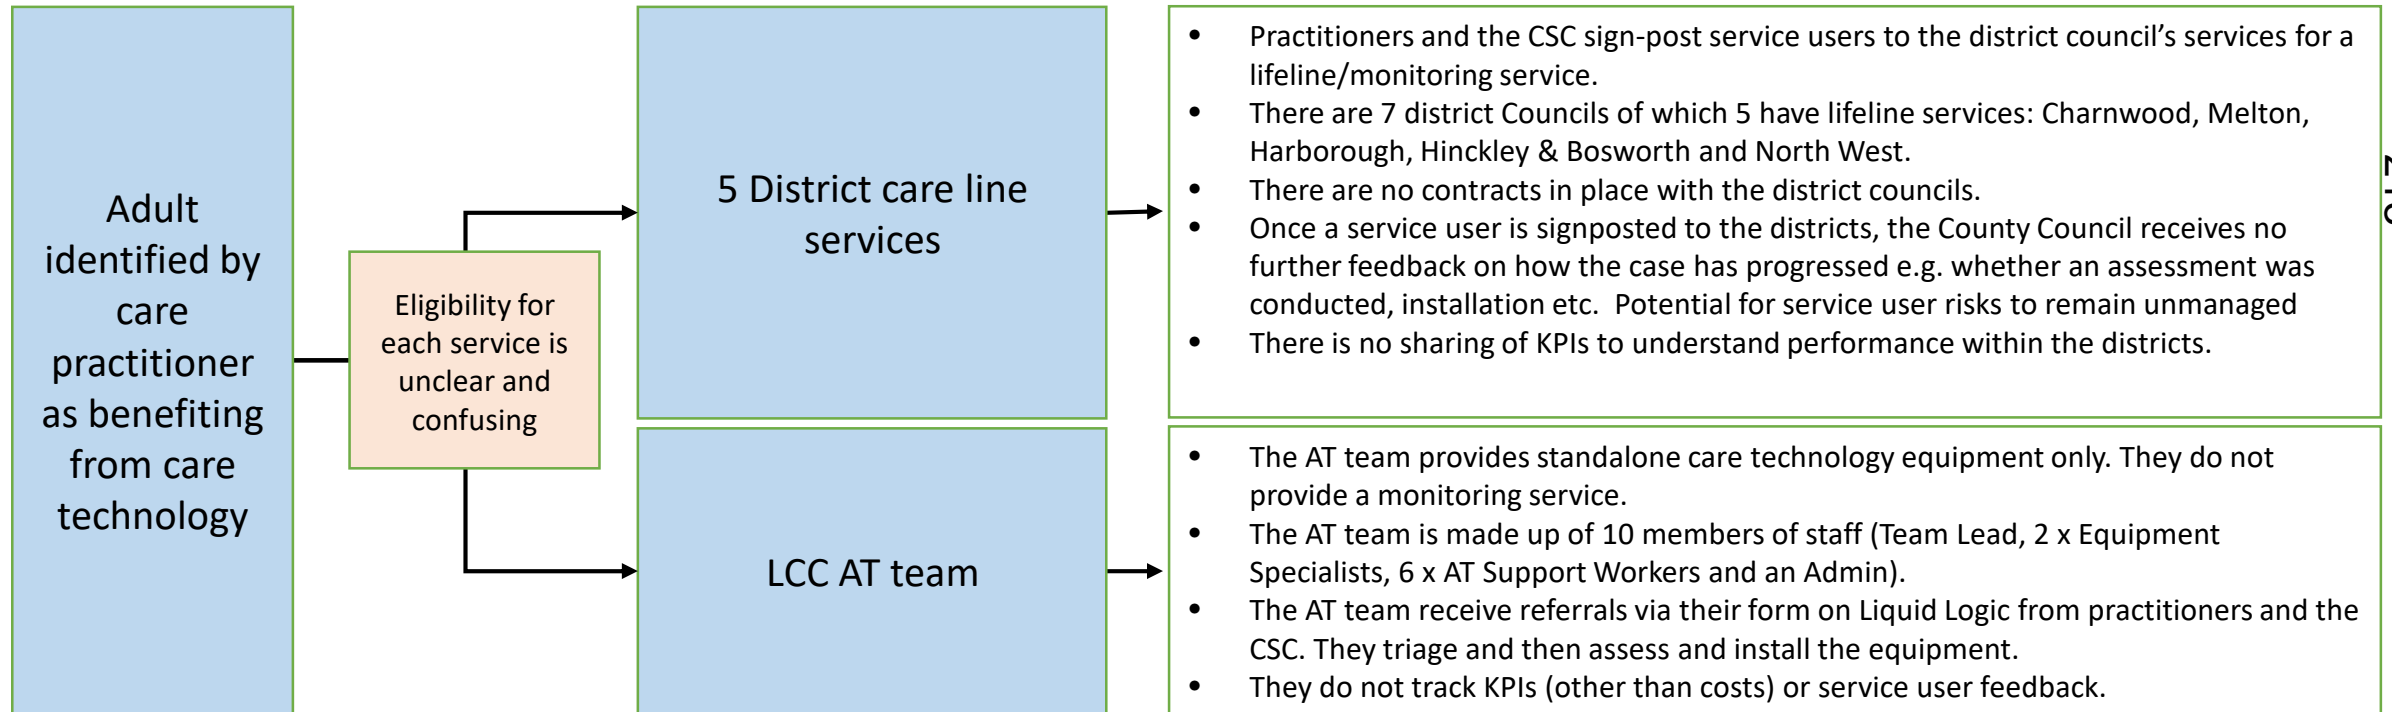 Adult
identified by
care
practitioner
as benefiting
from care
technology
Eligibility for
each service is
unclear and
confusing
5 District care line
services
• Practitioners and the CSC sign-post service users to the district council’s services for a
lifeline/monitoring service.
• There are 7 district Councils of which 5 have lifeline services: Charnwood, Melton,
Harborough, Hinckley & Bosworth and North West.
• There are no contracts in place with the district councils.
• Once a service user is signposted to the districts, the County Council receives no
further feedback on how the case has progressed e.g. whether an assessment was
conducted, installation etc.  Potential for service user risks to remain unmanaged
• There is no sharing of KPIs to understand performance within the districts.
LCC AT team
• The AT team provides standalone care technology equipment only. They do not
provide a monitoring service.
• The AT team is made up of 10 members of staff (Team Lead, 2 x Equipment
Specialists, 6 x AT Support Workers and an Admin).
• The AT team receive referrals via their form on Liquid Logic from practitioners and the
CSC. They triage and then assess and install the equipment.
• They do not track KPIs (other than costs) or service user feedback.